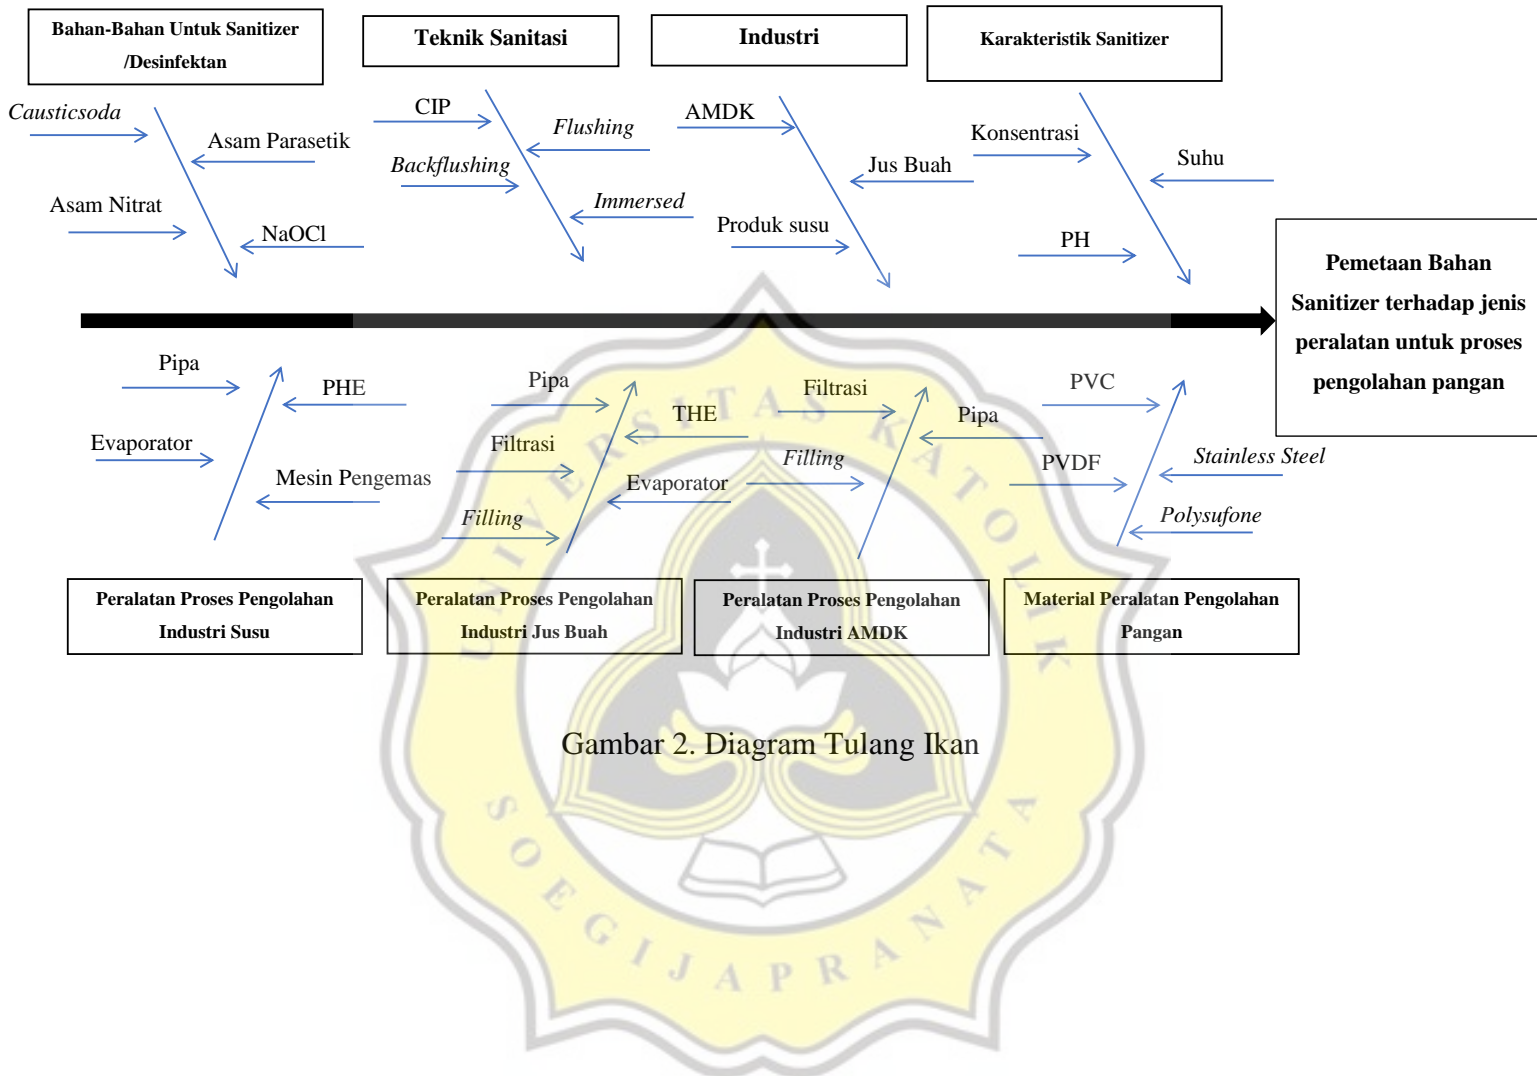 Bahan-Bahan Untuk Sanitizer
/Desinfektan
Teknik Sanitasi
Industri
Karakteristik Sanitizer
Causticsoda
Asam Parasetik
Asam Nitrat
NaOCl
CIP
Flushing
Backflushing
Immersed
AMDK
Jus Buah
Produk susu
Konsentrasi
Suhu
PH
Pemetaan Bahan
Sanitizer terhadap jenis
peralatan untuk proses
pengolahan pangan
Pipa
PHE
Evaporator
Mesin Pengemas
Pipa
THE
Filtrasi
Evaporator
Filling
Filtrasi
Pipa
Filling
PVC
Stainless Steel
PVDF
Polysufone
Peralatan Proses Pengolahan
Industri Susu
Peralatan Proses Pengolahan
Industri Jus Buah
Peralatan Proses Pengolahan
Industri AMDK
Material Peralatan Pengolahan
Pangan
Gambar 2. Diagram Tulang Ikan
UNIVERSITAS KATOLIK
SOEGIJAPRANATA